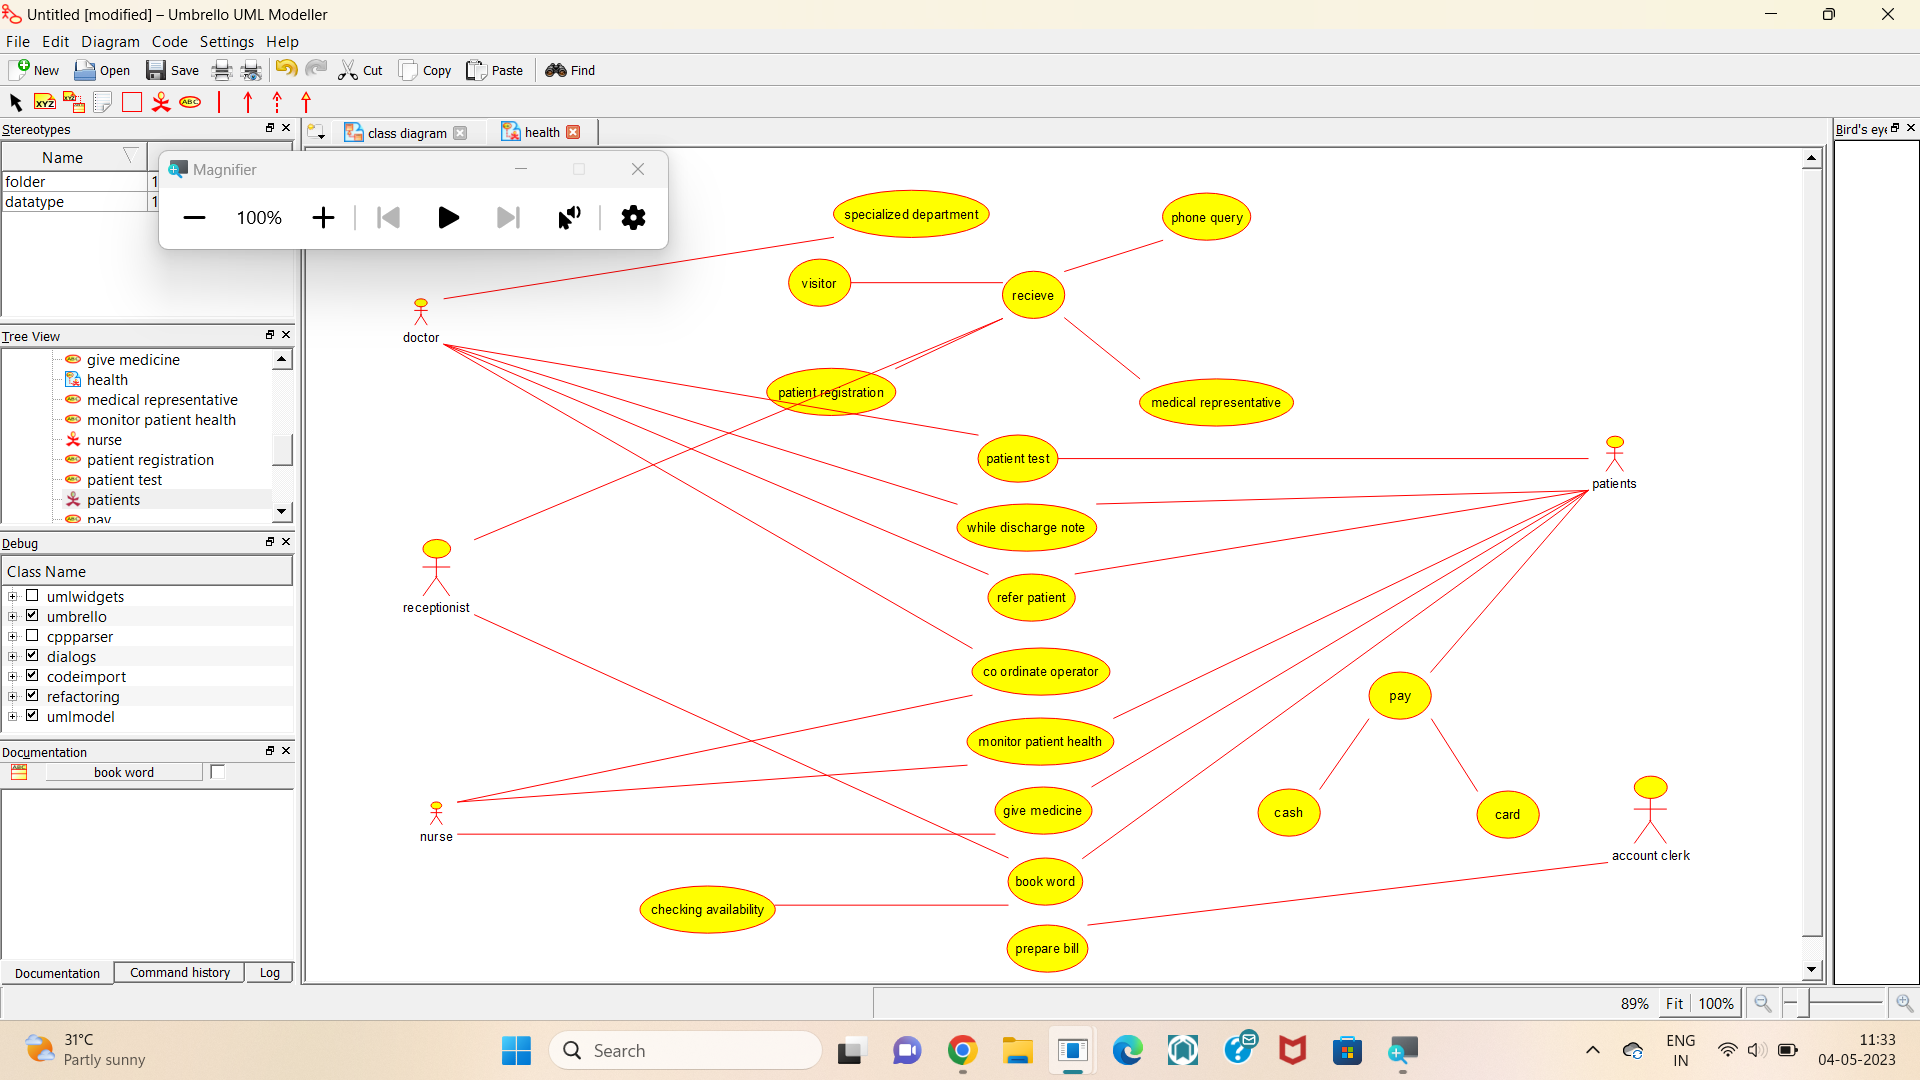 Untitled [modified] – Umbrello UML Modeller
File Edit Diagram Code Settings Help
New Open Save Cut Copy Paste Find
XYZ XYZ ABC
Stereotypes
Name
folder 1
datatype 1
Magnifier
100%
class diagram health
Bird's eye
specialized department
phone query
visitor
recieve
doctor
patient registration
medical representative
patient test
patients
while discharge note
receptionist
refer patient
co ordinate operator
pay
monitor patient health
give medicine
cash
card
nurse
account clerk
book word
checking availability
prepare bill
Tree View
give medicine
health
medical representative
monitor patient health
nurse
patient registration
patient test
patients
pay
Debug
Class Name
umlwidgets
umbrello
cppparser
dialogs
codeimport
refactoring
umlmodel
Documentation
book word
Documentation Command history Log
89% Fit 100%
31°C
Partly sunny
Search
ENG
IN
11:33
04-05-2023